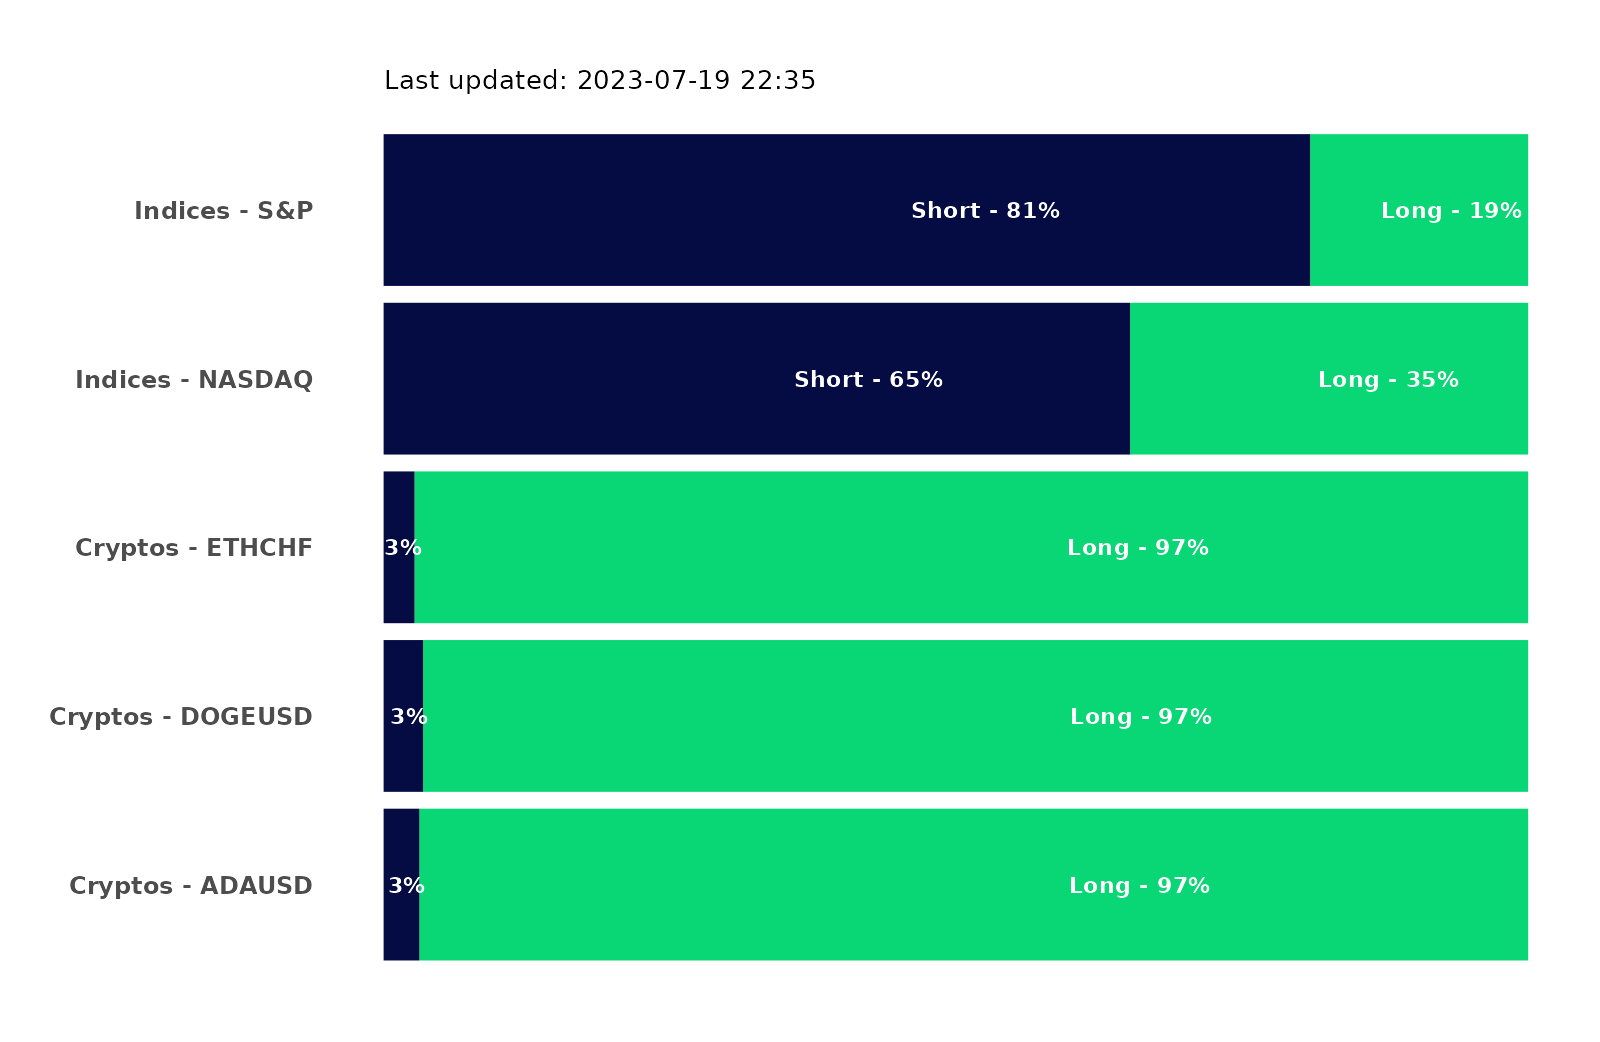 Last updated: 2023-07-19 22:35
Indices - S&P Short - 81% Long - 19%
Indices - NASDAQ Short - 65% Long - 35%
Cryptos - ETHCHF 3% Long - 97%
Cryptos - DOGEUSD 3% Long - 97%
Cryptos - ADAUSD 3% Long - 97%